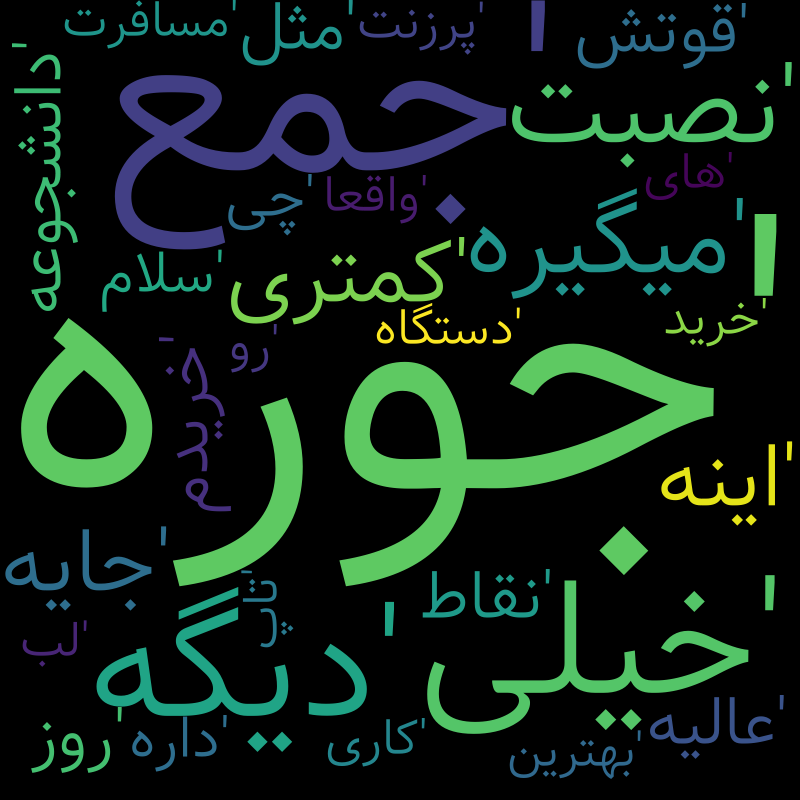 'قوتش 'پرزنت 'مثل 'مسافرت
'نصبت 'جمع
'دانشجوعه
'های 'واقعا 'چی
'میگیره 'کمتری 'سلام
'خرید 'دستگاه 'رو
'جوره
'خریدم
'اینه
'جایه
'نقاط 'تاپ
'خیلی 'دیگه
'لب
'عالیه 'بهترین 'کاری 'داره 'روز